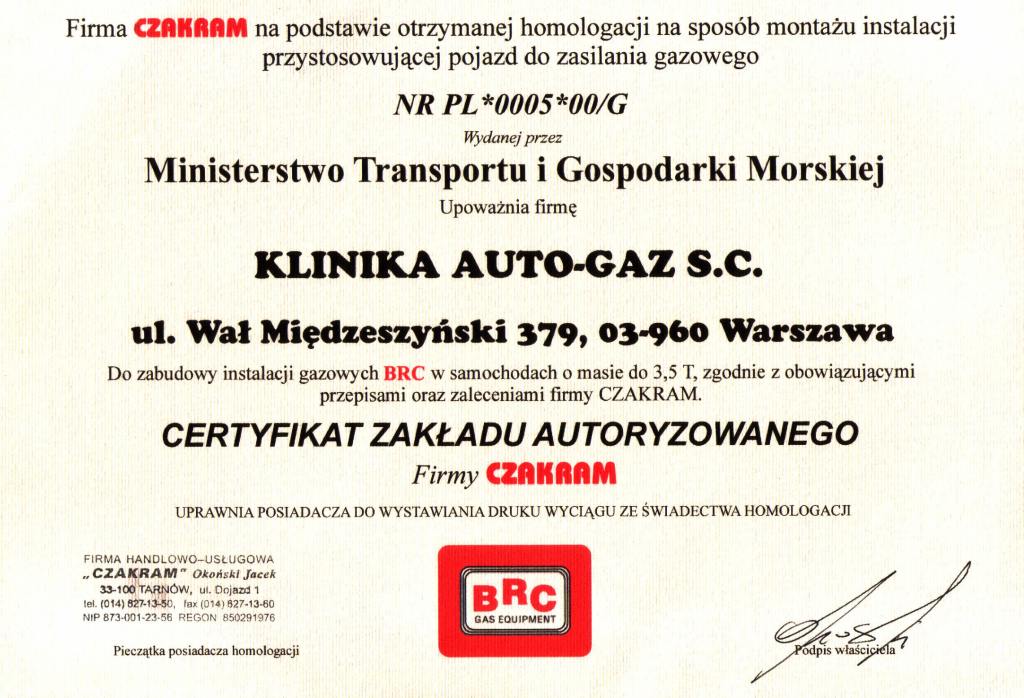 Firma CZAKRAM na podstawie otrzymanej homologacji na sposób montażu instalacji
przystosowującej pojazd do zasilania gazowego
NR PL*0005*00/G
Wydanej przez
Ministerstwo Transportu i Gospodarki Morskiej
Upoważnia firmę
KLINIKA AUTO-GAZ S.C.
ul. Wał Miedzeszyński 379, 03-960 Warszawa
Do zabudowy instalacji gazowych BRC w samochodach o masie do 3,5 T, zgodnie z obowiązującymi
przepisami oraz zaleceniami firmy CZAKRAM.
CERTYFIKAT ZAKŁADU AUTORYZOWANEGO
Firmy CZAKRAM
UPRAWNIA POSIADACZA DO WYSTAWIANIA DRUKU WYCIĄGU ZE ŚWIADECTWA HOMOLOGACJI
FIRMA HANDLOWO-USŁUGOWA
„CZAKRAM" Okoński Jacek
33-100 TARNÓW, ul. Dojazd 1
tel. (014) 627-13-50, fax (014) 627-13-60
NIP 873-001-23-56 REGON 850291976
Pieczątka posiadacza homologacji
BRC
GAS EQUIPMENT
Podpis właściciela